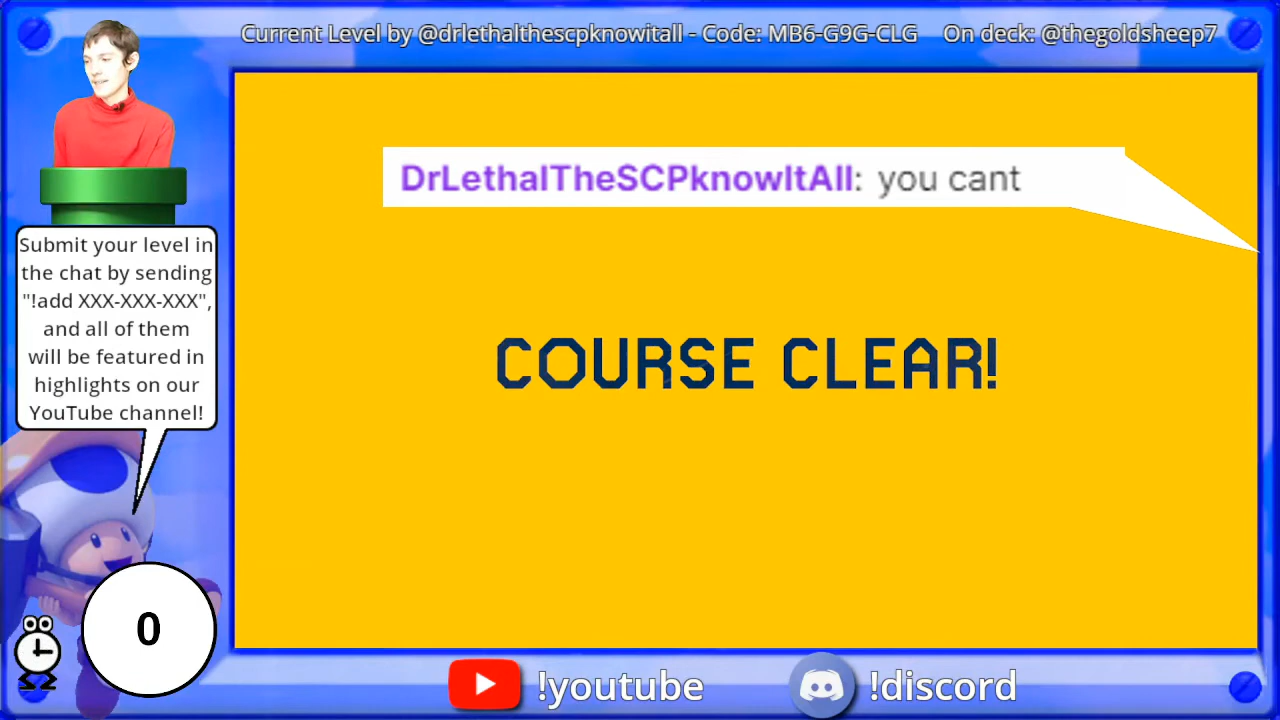 Current Level by @drlethalthescpknowitall - Code: MB6-G9G-CLG On deck: @thegoldsheep7
DrLethalTheSCPknowItAll: you cant
Submit your level in
the chat by sending
"!add XXX-XXX-XXX",
and all of them
will be featured in
highlights on our
YouTube channel!
COURSE CLEAR!
0
!youtube
!discord